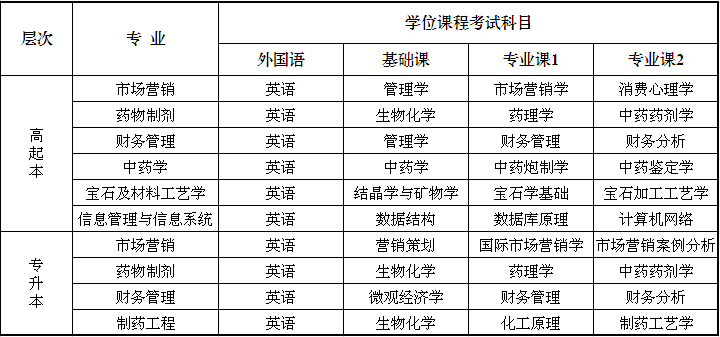 层次 专 业 学位课程考试科目
外国语 基础课 专业课1 专业课2
高起本 市场营销 英语 管理学 市场营销学 消费心理学
药物制剂 英语 生物化学 药理学 中药药剂学
财务管理 英语 管理学 财务管理 财务分析
中药学 英语 中药学 中药炮制学 中药鉴定学
宝石及材料工艺学 英语 结晶学与矿物学 宝石学基础 宝石加工工艺学
信息管理与信息系统 英语 数据结构 数据库原理 计算机网络
专升本 市场营销 英语 营销策划 国际市场营销学 市场营销案例分析
药物制剂 英语 生物化学 药理学 中药药剂学
财务管理 英语 微观经济学 财务管理 财务分析
制药工程 英语 生物化学 化工原理 制药工艺学